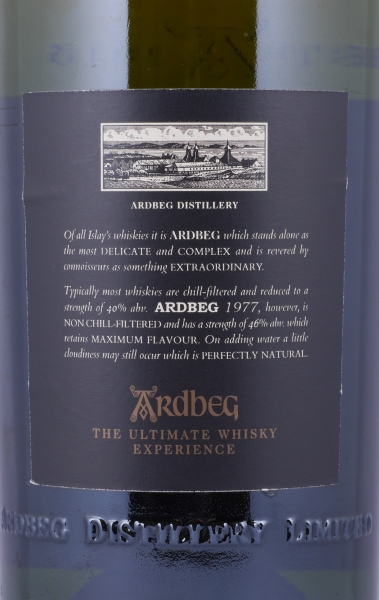 ARDBEG DISTILLERY
Of all Islay's whiskies it is ARDBEG which stands alone as
the most DELICATE and COMPLEX and is revered by
connoisseurs as something EXTRAORDINARY.
Typically most whiskies are chill-filtered and reduced to a
strength of 40% abv. ARDBEG 1977, however, is
NON CHILL-FILTERED and has a strength of 46% abv. which
retains MAXIMUM FLAVOUR. On adding water a little
cloudiness may still occur which is PERFECTLY NATURAL.
Ardbeg
THE ULTIMATE WHISKY
EXPERIENCE
ARDBEG DISTILLERY LIMITED